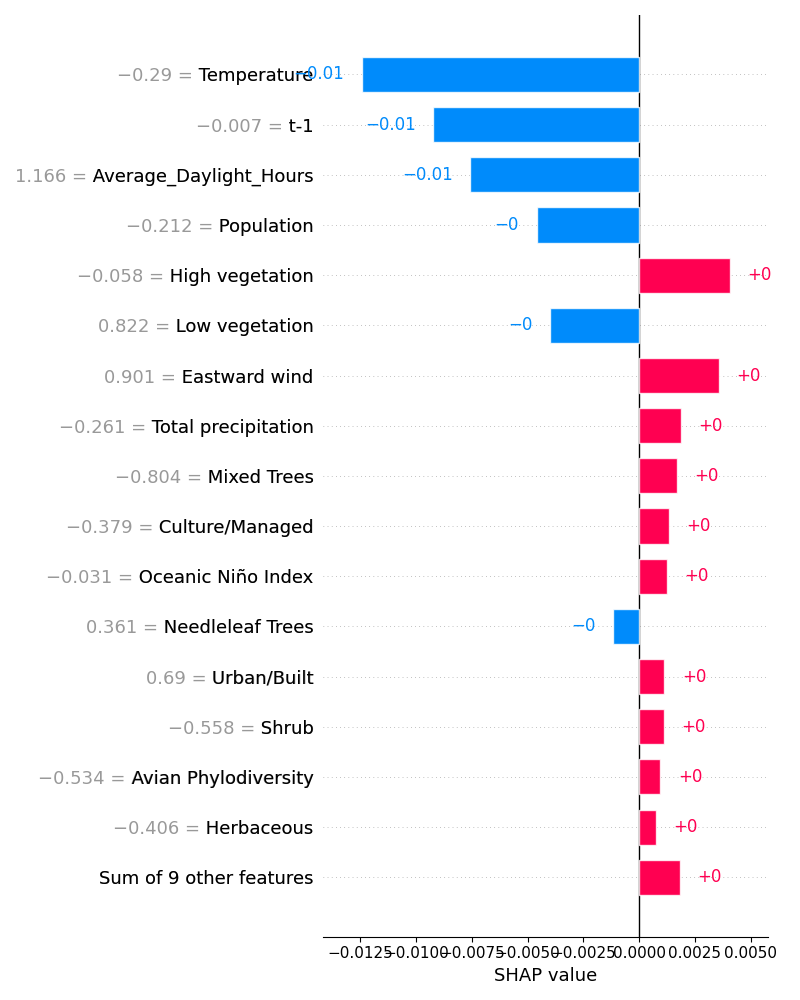 −0.29 = Temperature −0.01
−0.007 = t-1 −0.01
1.166 = Average_Daylight_Hours −0.01
−0.212 = Population −0
−0.058 = High vegetation +0
0.822 = Low vegetation −0
0.901 = Eastward wind +0
−0.261 = Total precipitation +0
−0.804 = Mixed Trees +0
−0.379 = Culture/Managed +0
−0.031 = Oceanic Niño Index +0
0.361 = Needleleaf Trees −0
0.69 = Urban/Built +0
−0.558 = Shrub +0
−0.534 = Avian Phylodiversity +0
−0.406 = Herbaceous +0
Sum of 9 other features +0
−0.0125 −0.0100 −0.0075 −0.0050 −0.0025 0.0000 0.0025 0.0050
SHAP value